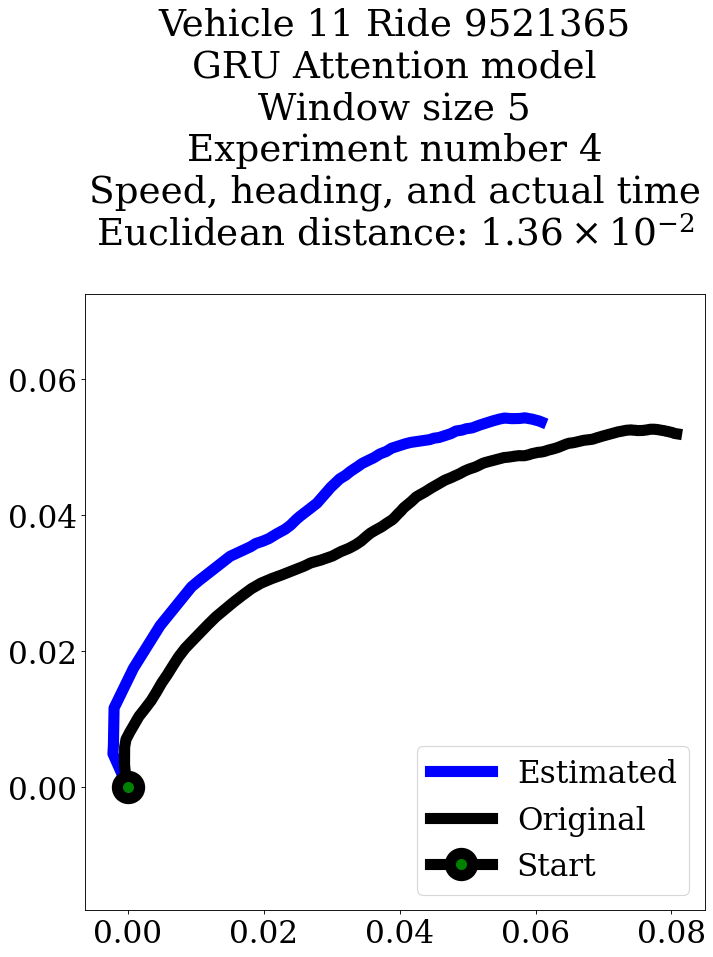 Vehicle 11 Ride 9521365
GRU Attention model
Window size 5
Experiment number 4
Speed, heading, and actual time
Euclidean distance: 1.36 × 10⁻²
0.06
0.04
0.02
0.00
Estimated
Original
Start
0.00 0.02 0.04 0.06 0.08